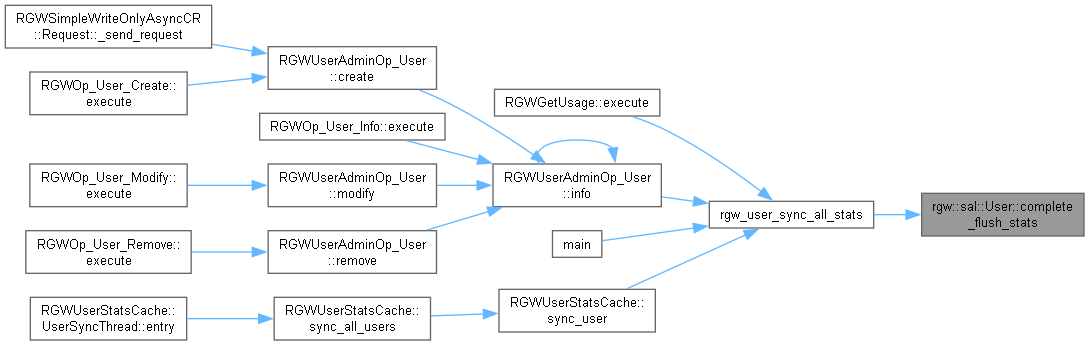 RGWSimpleWriteOnlyAsyncCR
::Request::_send_request
RGWUserAdminOp_User
::create
RGWOp_User_Create::
execute
RGWGetUsage::execute
RGWOp_User_Info::execute
RGWOp_User_Modify::
execute
RGWUserAdminOp_User
::modify
RGWUserAdminOp_User
::info
rgw_user_sync_all_stats
rgw::sal::User::complete
_flush_stats
RGWOp_User_Remove::
execute
RGWUserAdminOp_User
::remove
main
RGWUserStatsCache::
UserSyncThread::entry
RGWUserStatsCache::
sync_all_users
RGWUserStatsCache::
sync_user